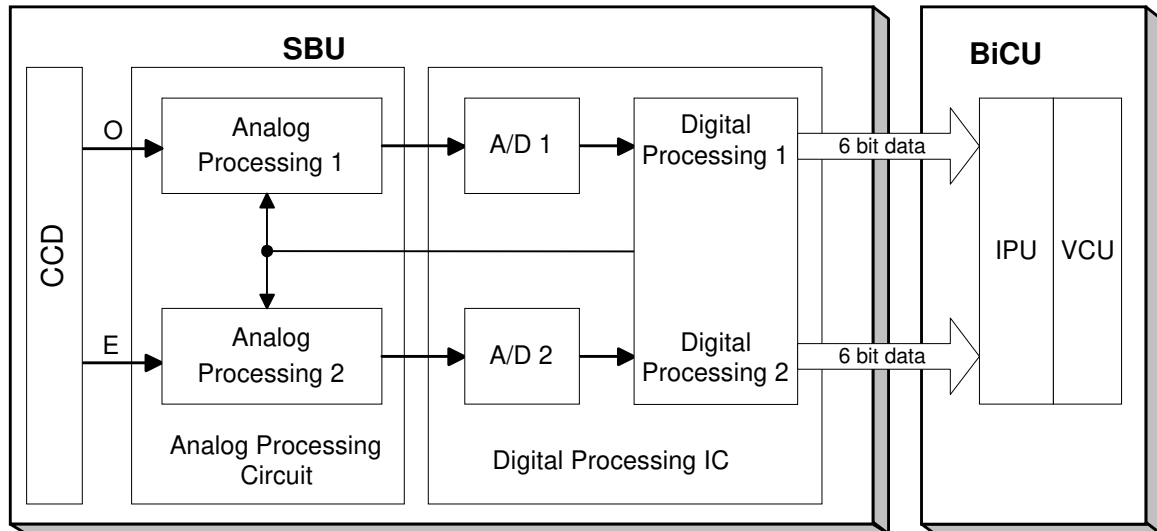 SBU
BiCU
CCD
O
E
Analog
Processing 1
A/D 1
Digital
Processing 1
6 bit data
Analog
Processing 2
A/D 2
Digital
Processing 2
6 bit data
IPU
VCU
Analog Processing
Circuit
Digital Processing IC